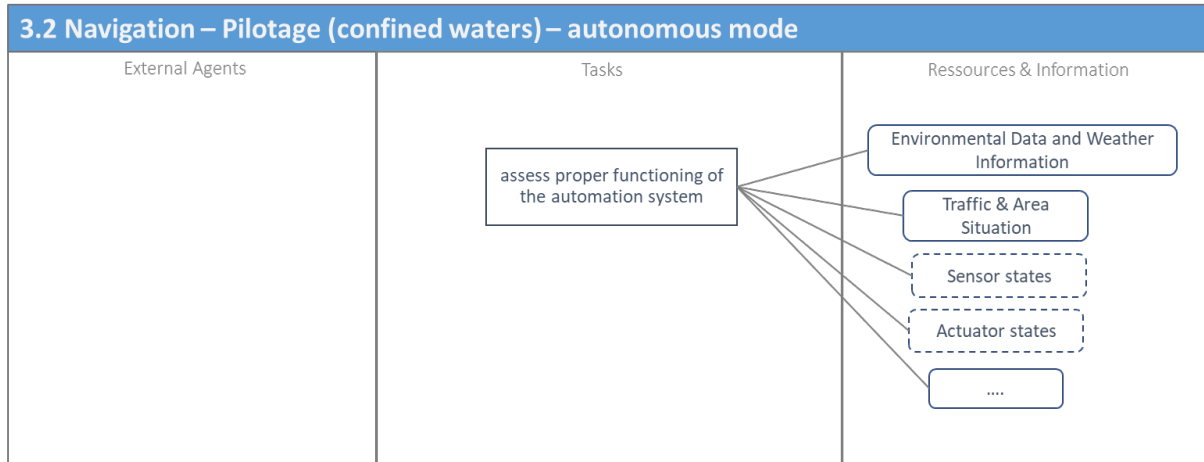 3.2 Navigation – Pilotage (confined waters) – autonomous mode
External Agents
Tasks
Ressources & Information
assess proper functioning of
the automation system
Environmental Data and Weather
Information
Traffic & Area
Situation
Sensor states
Actuator states
....